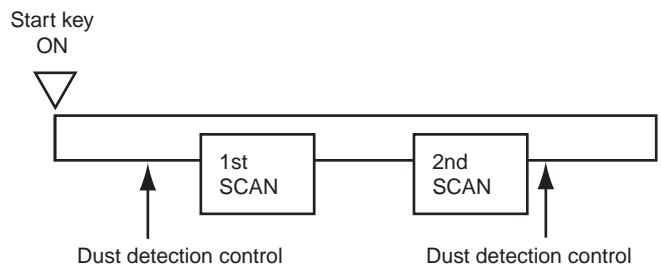 Start key
ON
1st
SCAN
2nd
SCAN
Dust detection control
Dust detection control